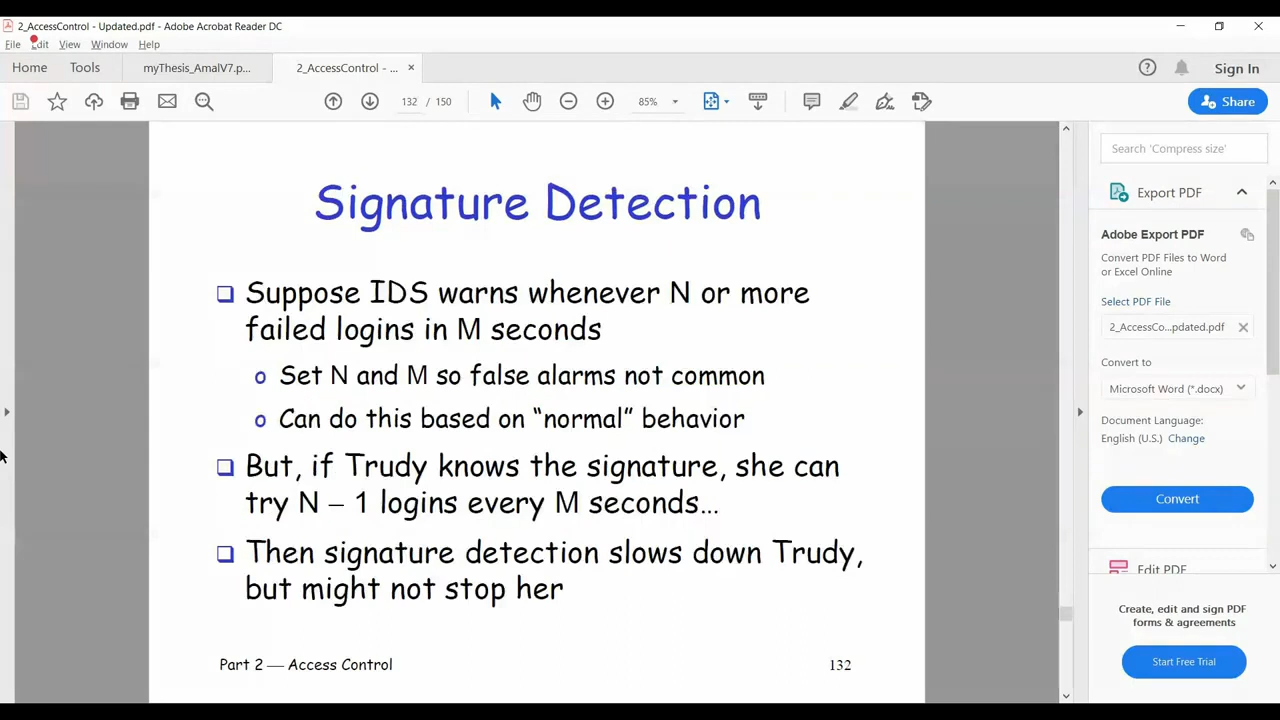 2_AccessControl - Updated.pdf - Adobe Acrobat Reader DC
File Edit View Window Help
Home Tools myThesis_AmalV7.p... 2_AccessControl - ... ×
Sign In
132 / 150
85%
Share
Signature Detection
Suppose IDS warns whenever N or more
failed logins in M seconds
o Set N and M so false alarms not common
o Can do this based on “normal” behavior
But, if Trudy knows the signature, she can
try N – 1 logins every M seconds…
Then signature detection slows down Trudy,
but might not stop her
Part 2 — Access Control
132
Search 'Compress size'
Export PDF
Adobe Export PDF
Convert PDF Files to Word
or Excel Online
Select PDF File
2_AccessCo...pdated.pdf
Convert to
Microsoft Word (*.docx)
Document Language:
English (U.S.) Change
Convert
Edit PDF
Create, edit and sign PDF
forms & agreements
Start Free Trial